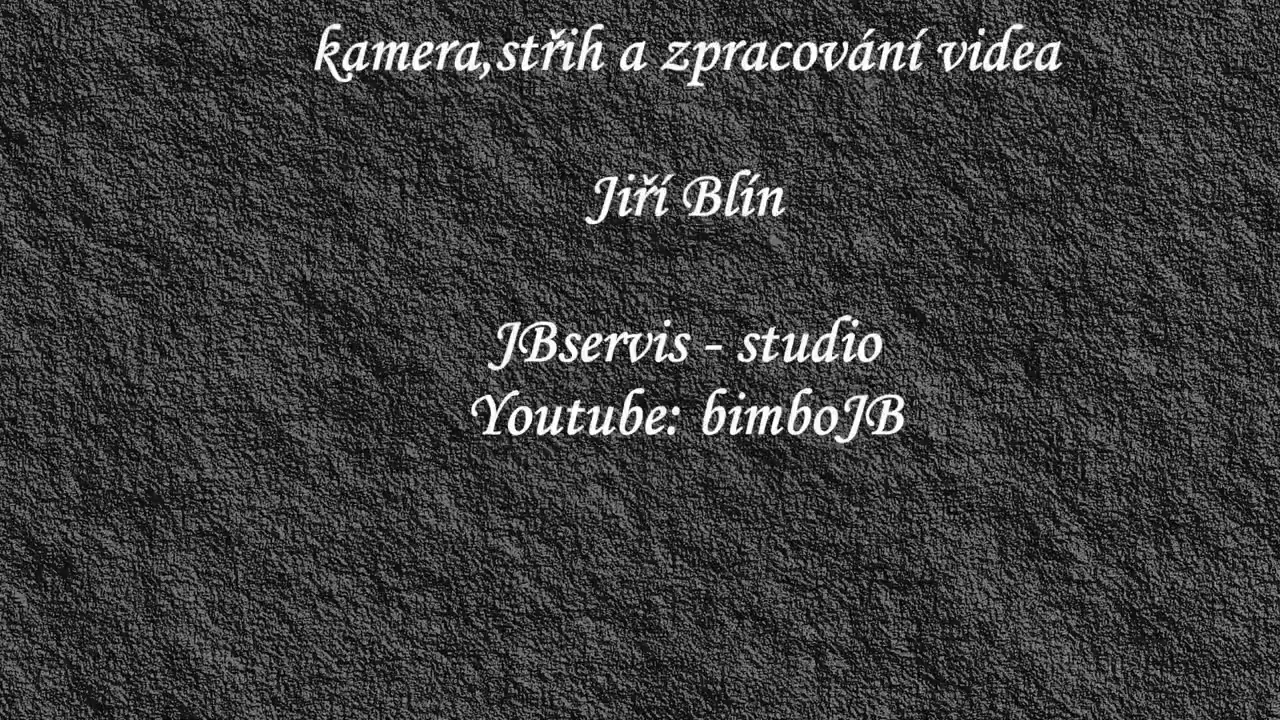 kamera,střih a zpracování videa
Jiří Blín
JBservis - studio
Youtube: bimboJB